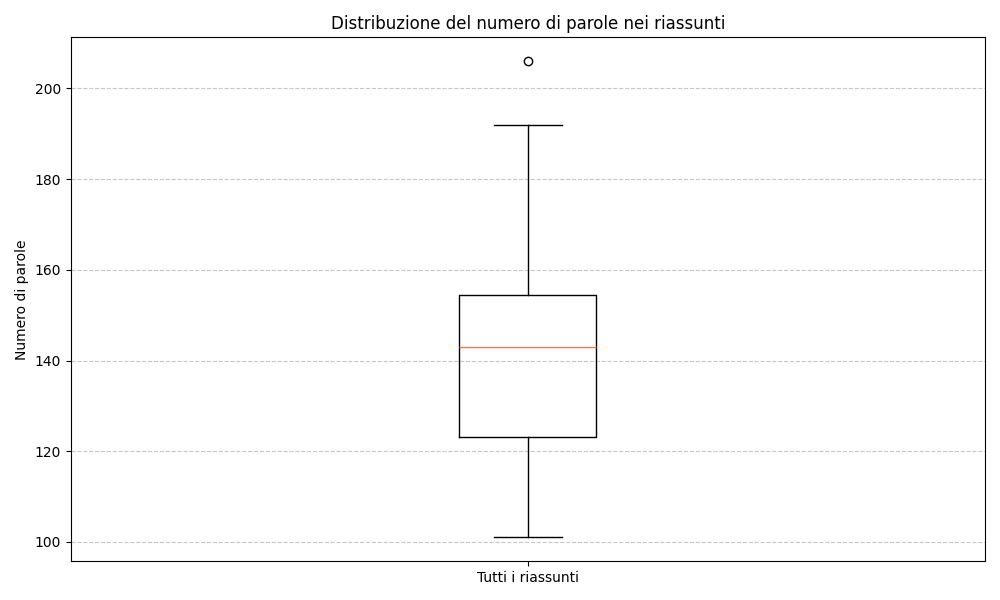 Distribuzione del numero di parole nei riassunti
Numero di parole
200
180
160
140
120
100
Tutti i riassunti